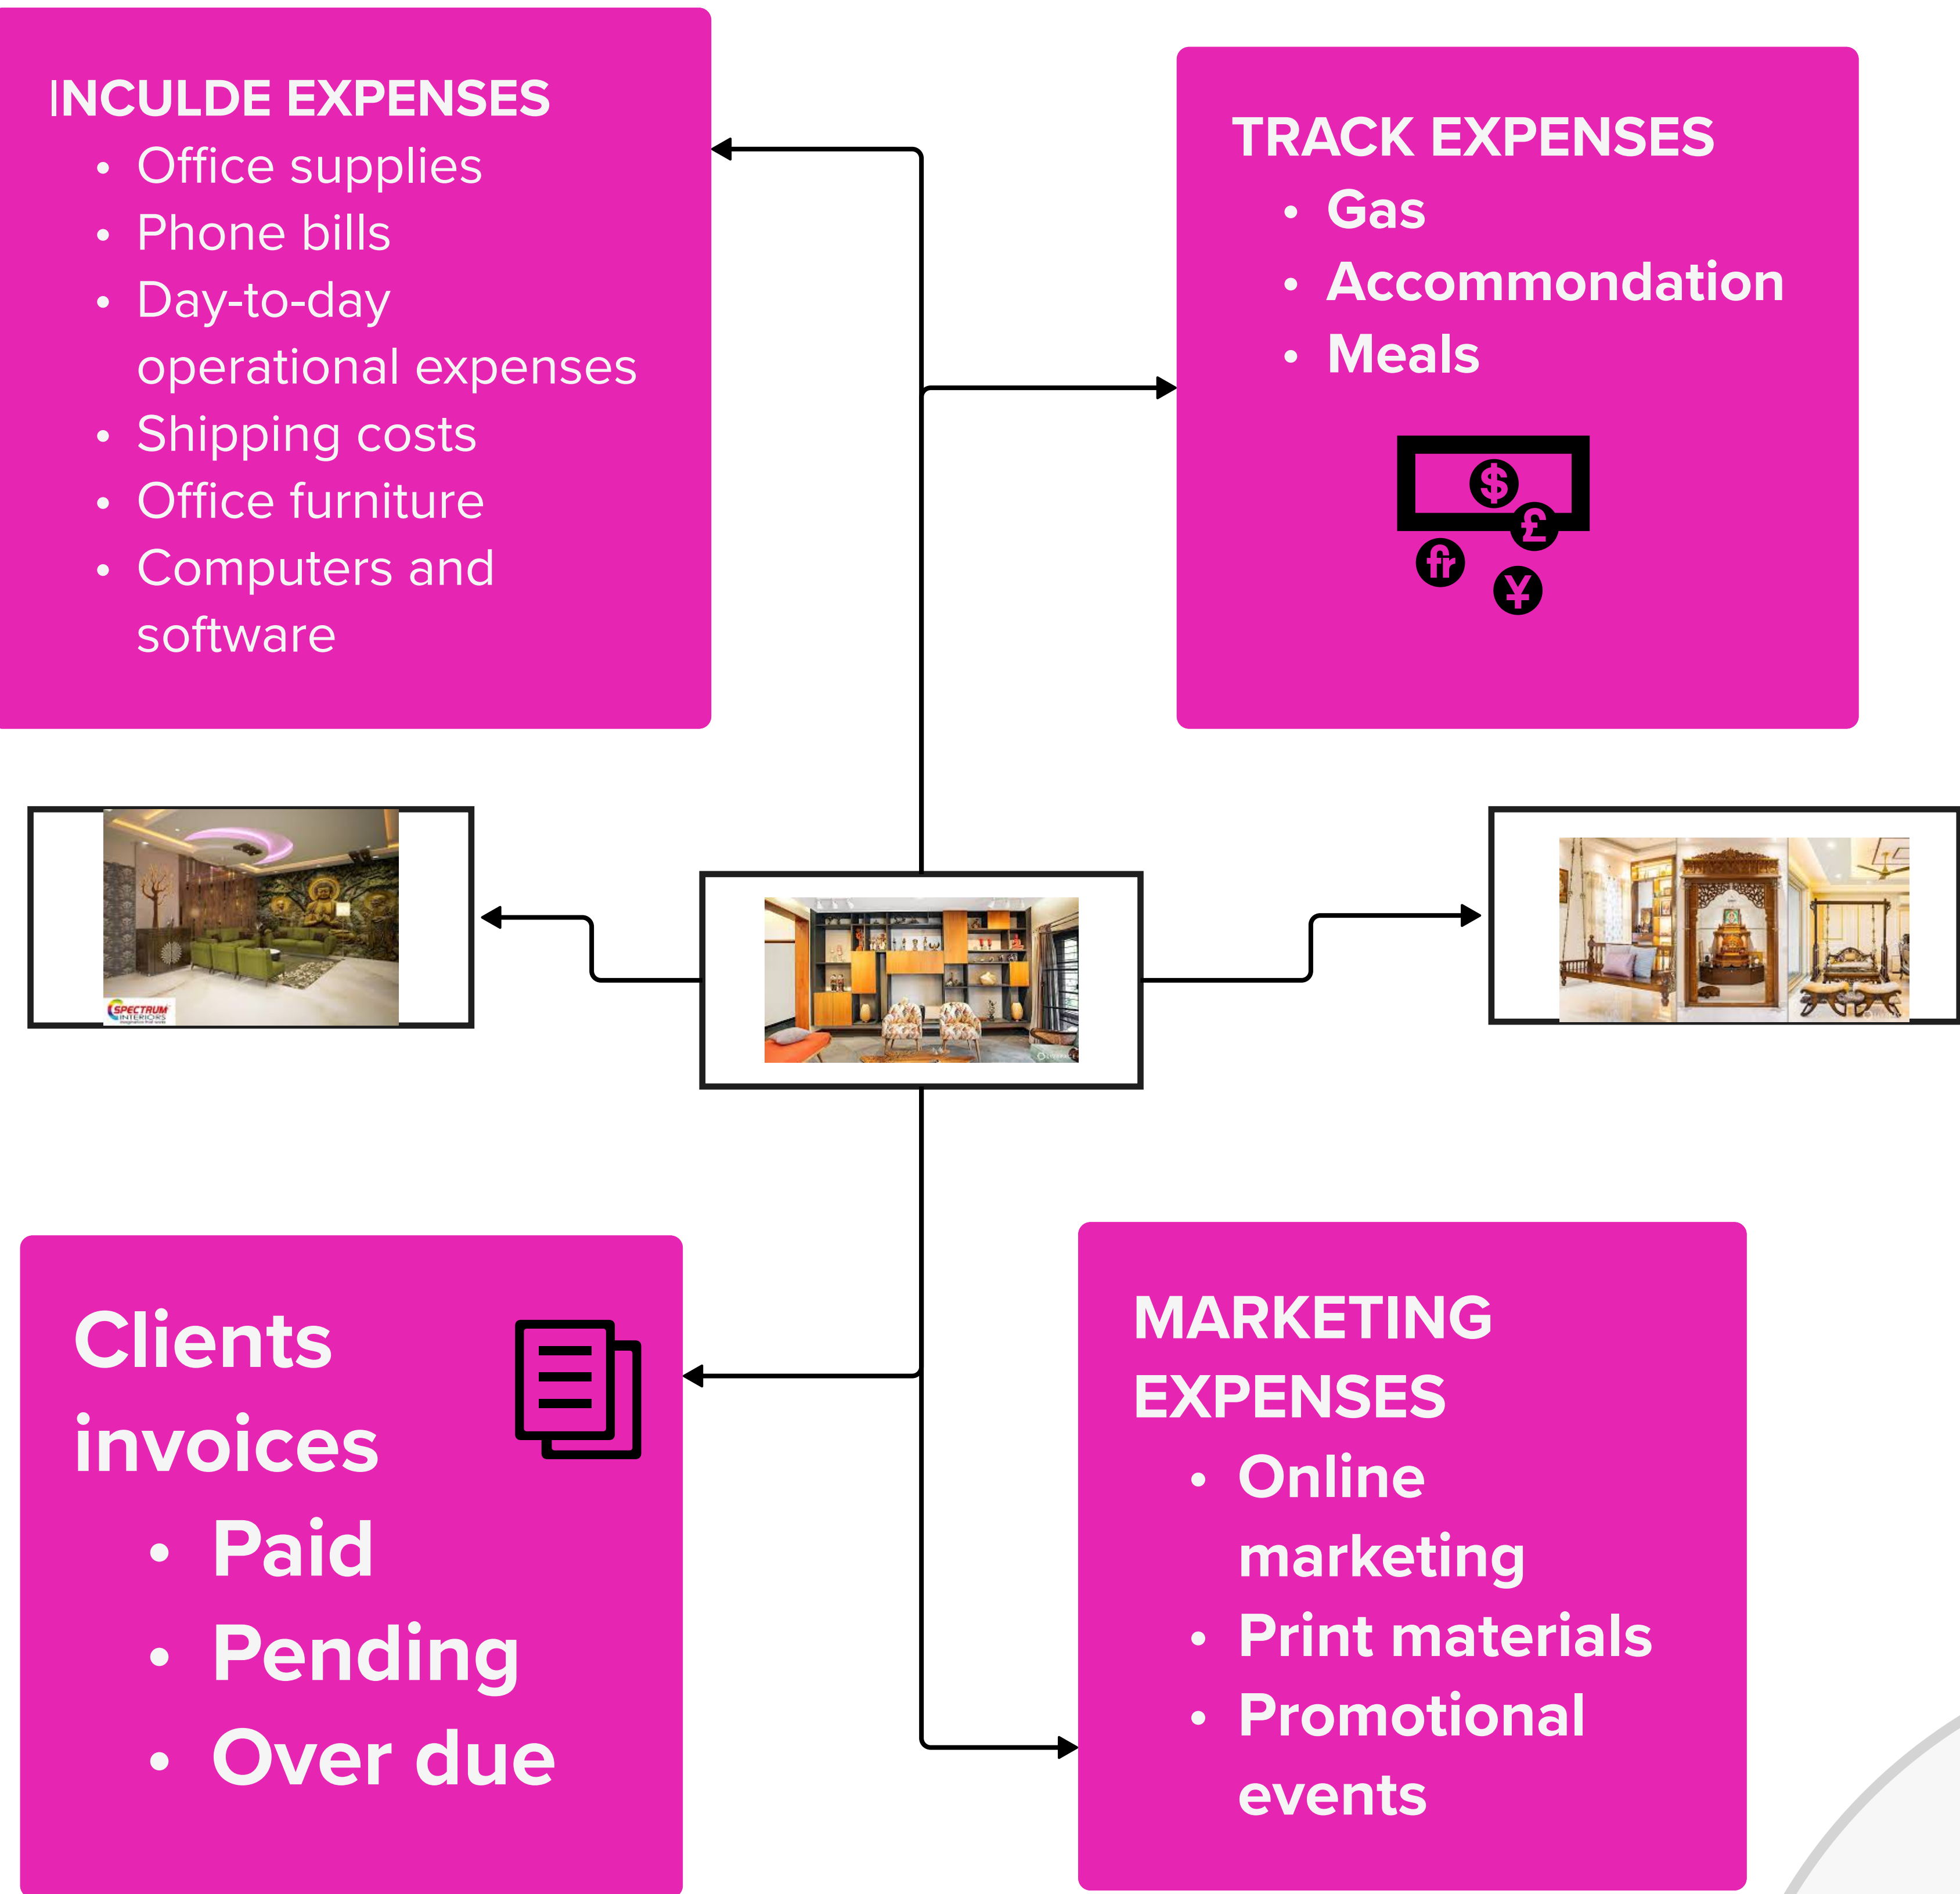 INCULDE EXPENSES
• Office supplies
• Phone bills
• Day-to-day
operational expenses
• Shipping costs
• Office furniture
• Computers and
software
TRACK EXPENSES
• Gas
• Accommondation
• Meals
$
£
fr
¥
SPECTRUM
INTERIORS
Clients
invoices
• Paid
• Pending
• Over due
MARKETING
EXPENSES
• Online
marketing
• Print materials
• Promotional
events